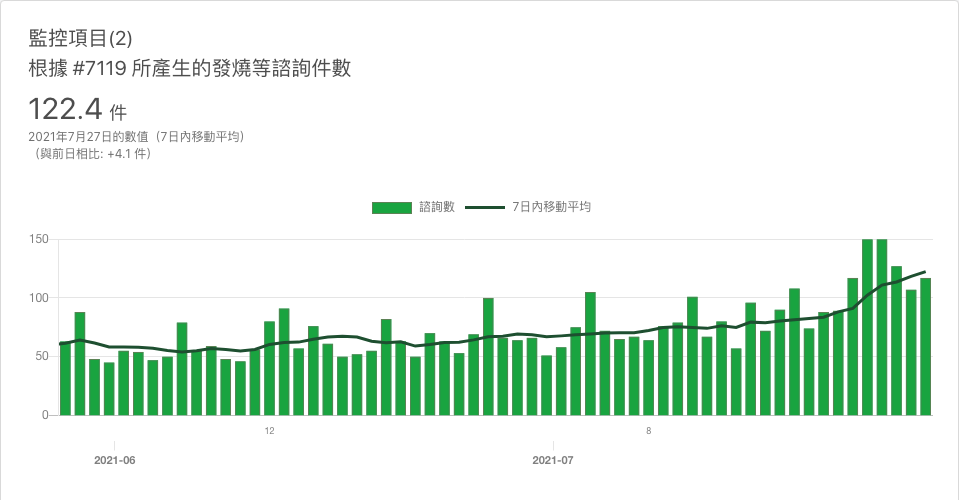 監控項目(2)
根據 #7119 所產生的發燒等諮詢件數
122.4 件
2021年7月27日的數值（7日內移動平均）
（與前日相比: +4.1 件）
諮詢數 7日內移動平均
150
100
50
0
12 8
2021-06 2021-07